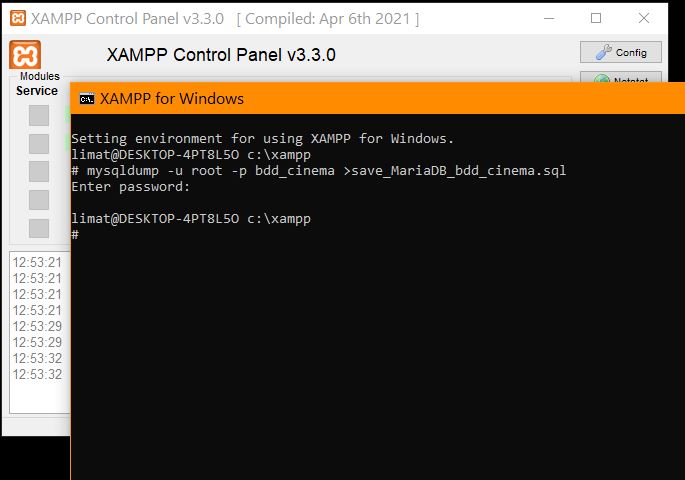 XAMPP Control Panel v3.3.0 [ Compiled: Apr 6th 2021 ]
XAMPP Control Panel v3.3.0
Config
Modules
Service
Netstat
XAMPP for Windows
Setting environment for using XAMPP for Windows.
limat@DESKTOP-4PT8L5O c:\xampp
# mysqldump -u root -p bdd_cinema >save_MariaDB_bdd_cinema.sql
Enter password:
limat@DESKTOP-4PT8L5O c:\xampp
#
12:53:21
12:53:21
12:53:21
12:53:21
12:53:29
12:53:29
12:53:32
12:53:32